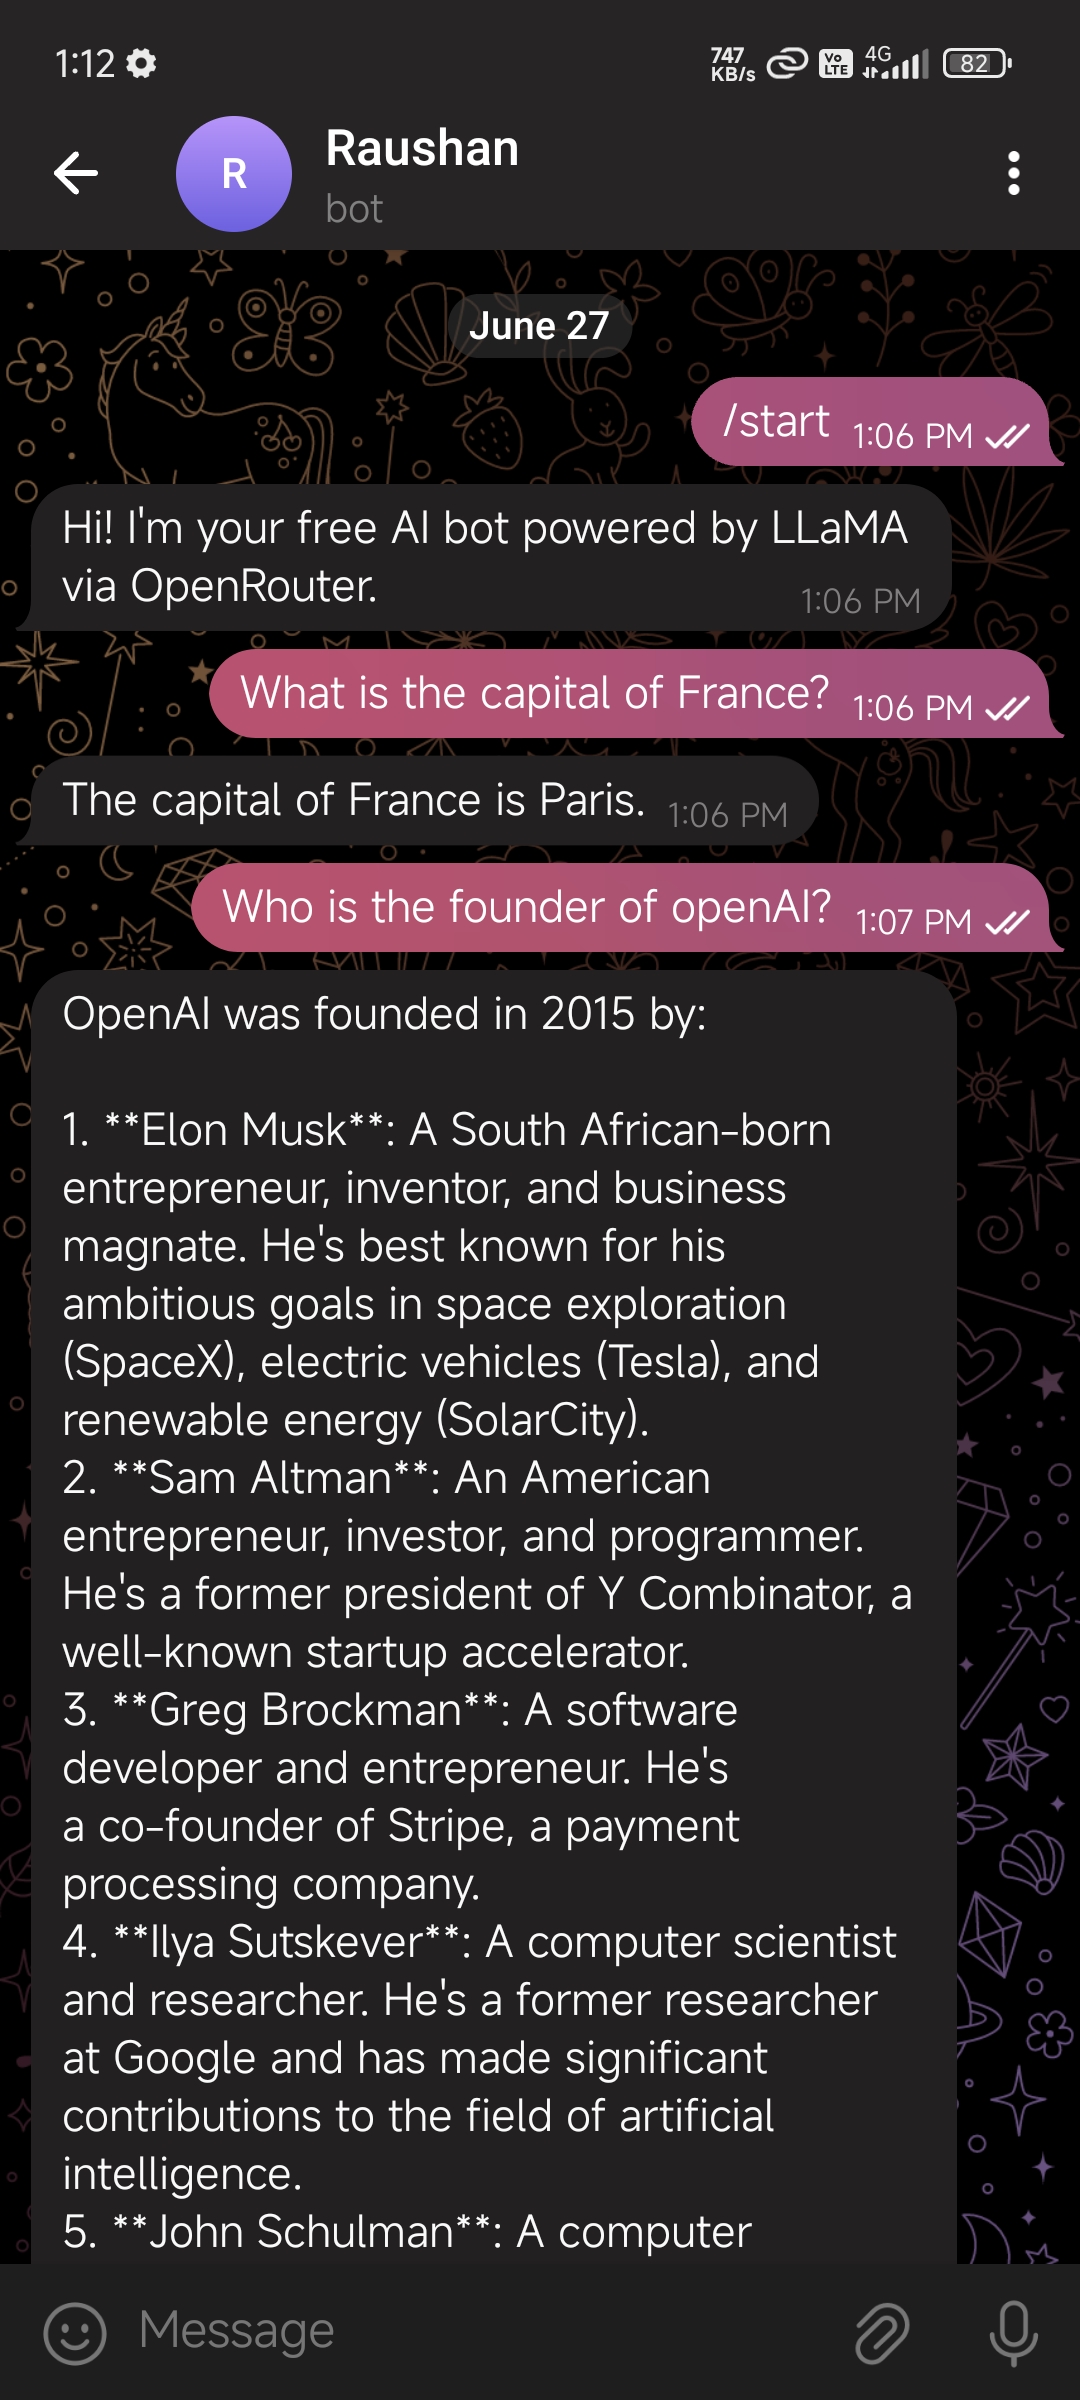 1:12
747 KB/s
Vo LTE
4G
82
R
Raushan
bot
June 27
/start 1:06 PM
Hi! I'm your free AI bot powered by LLaMA
via OpenRouter.
1:06 PM
What is the capital of France? 1:06 PM
The capital of France is Paris. 1:06 PM
Who is the founder of openAI? 1:07 PM
OpenAI was founded in 2015 by:
1. **Elon Musk**: A South African-born
entrepreneur, inventor, and business
magnate. He's best known for his
ambitious goals in space exploration
(SpaceX), electric vehicles (Tesla), and
renewable energy (SolarCity).
2. **Sam Altman**: An American
entrepreneur, investor, and programmer.
He's a former president of Y Combinator, a
well-known startup accelerator.
3. **Greg Brockman**: A software
developer and entrepreneur. He's
a co-founder of Stripe, a payment
processing company.
4. **Ilya Sutskever**: A computer scientist
and researcher. He's a former researcher
at Google and has made significant
contributions to the field of artificial
intelligence.
5. **John Schulman**: A computer
Message